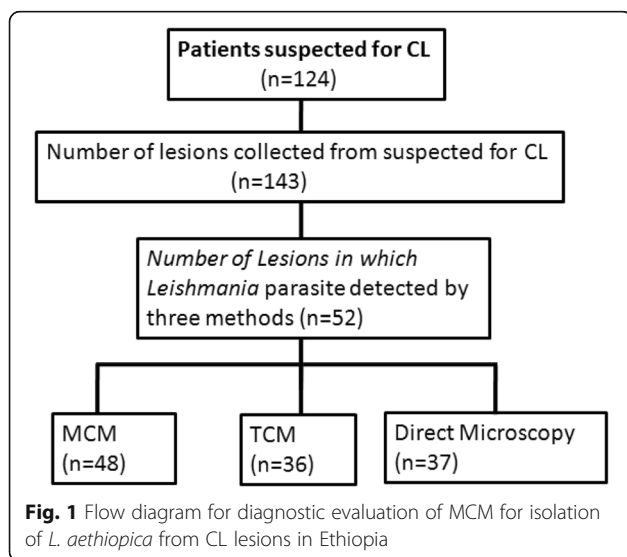 Patients suspected for CL
(n=124)
Number of lesions collected from suspected for CL
(n=143)
Number of Lesions in which
Leishmania parasite detected by
three methods (n=52)
MCM
(n=48)
TCM
(n=36)
Direct Microscopy
(n=37)
Fig. 1 Flow diagram for diagnostic evaluation of MCM for isolation
of L. aethiopica from CL lesions in Ethiopia